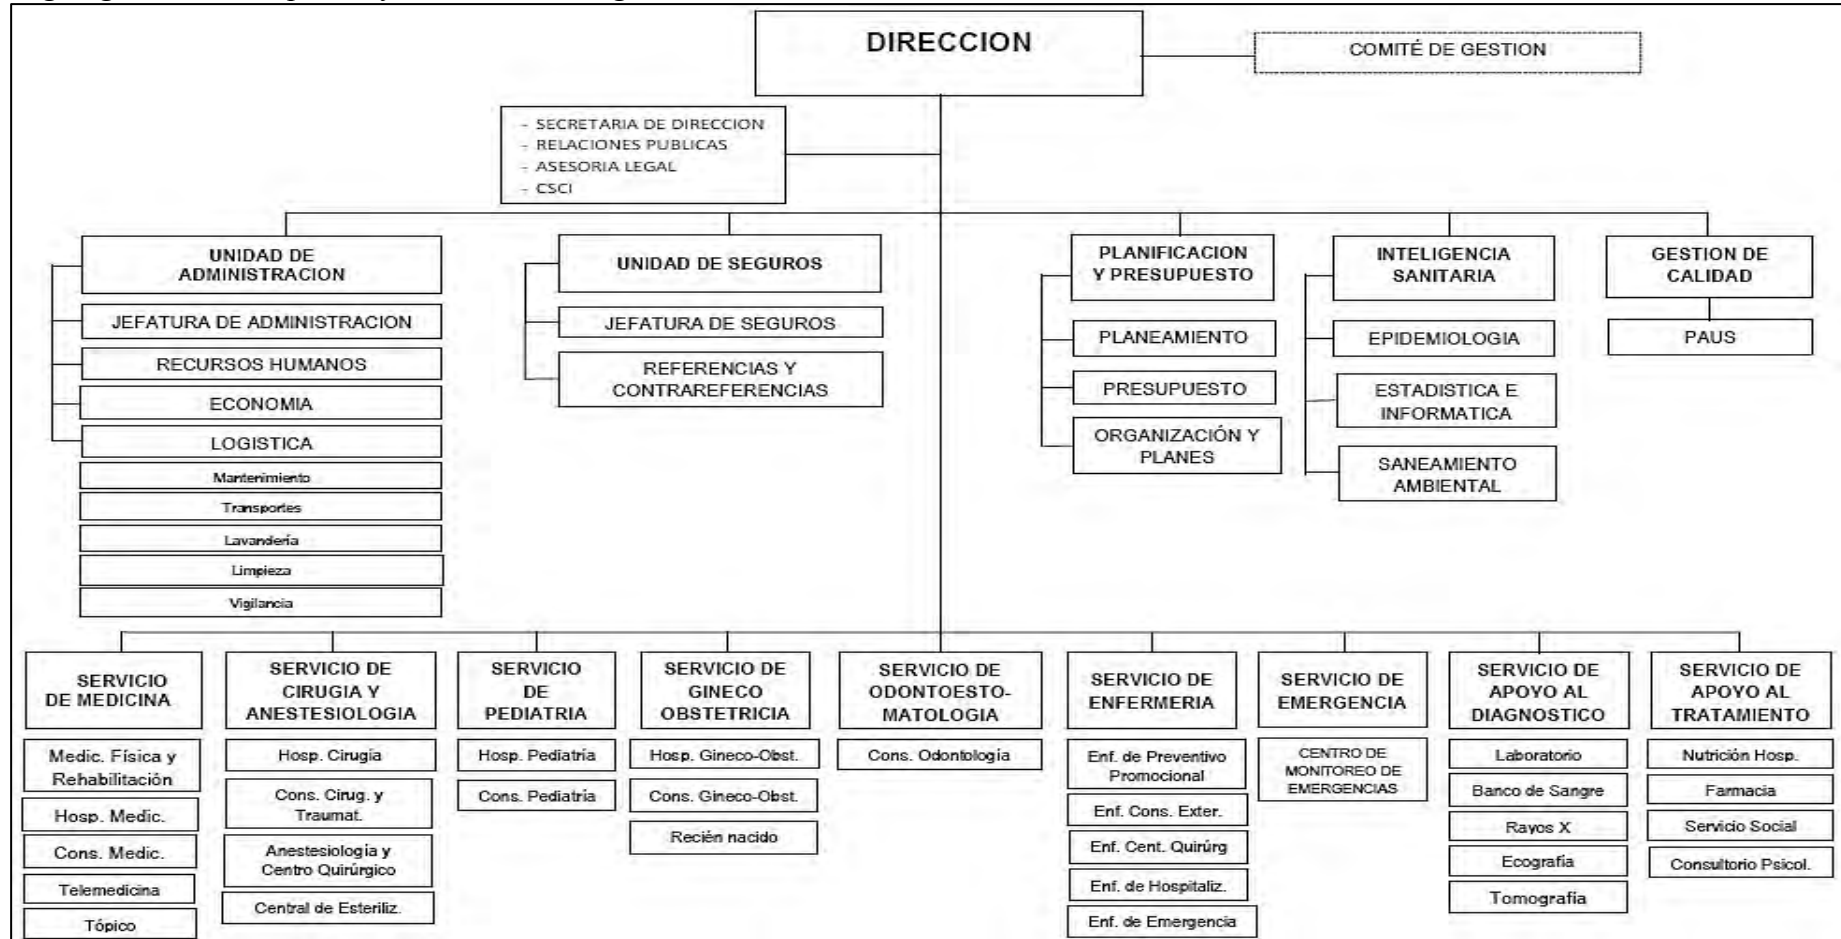 DIRECCION
COMITÉ DE GESTION
- SECRETARIA DE DIRECCION
- RELACIONES PUBLICAS
- ASESORIA LEGAL
- CSCI
UNIDAD DE
ADMINISTRACION
JEFATURA DE ADMINISTRACION
RECURSOS HUMANOS
ECONOMIA
LOGISTICA
Mantenimiento
Transportes
Lavandería
Limpieza
Vigilancia
UNIDAD DE SEGUROS
JEFATURA DE SEGUROS
REFERENCIAS Y
CONTRAREFERENCIAS
PLANIFICACION
Y PRESUPUESTO
PLANEAMIENTO
PRESUPUESTO
ORGANIZACIÓN Y
PLANES
INTELIGENCIA
SANITARIA
EPIDEMIOLOGIA
ESTADISTICA E
INFORMATICA
SANEAMIENTO
AMBIENTAL
GESTION DE
CALIDAD
PAUS
SERVICIO
DE MEDICINA
Medic. Física y
Rehabilitación
Hosp. Medic.
Cons. Medic.
Telemedicina
Tópico
SERVICIO DE
CIRUGIA Y
ANESTESIOLOGIA
Hosp. Cirugía
Cons. Cirug. y
Traumat.
Anestesiología y
Centro Quirúrgico
Central de Esteriliz.
SERVICIO
DE
PEDIATRIA
Hosp. Pediatría
Cons. Pediatría
SERVICIO DE
GINECO
OBSTETRICIA
Hosp. Gineco-Obst.
Cons. Gineco-Obst.
Recién nacido
SERVICIO DE
ODONTOESTO-
MATOLOGIA
Cons. Odontología
SERVICIO DE
ENFERMERIA
Enf. de Preventivo
Promocional
Enf. Cons. Exter.
Enf. Cent. Quirúrg
Enf. de Hospitaliz.
Enf. de Emergencia
SERVICIO DE
EMERGENCIA
CENTRO DE
MONITOREO DE
EMERGENCIAS
SERVICIO DE
APOYO AL
DIAGNOSTICO
Laboratorio
Banco de Sangre
Rayos X
Ecografía
Tomografía
SERVICIO DE
APOYO AL
TRATAMIENTO
Nutrición Hosp.
Farmacia
Servicio Social
Consultorio Psicol.